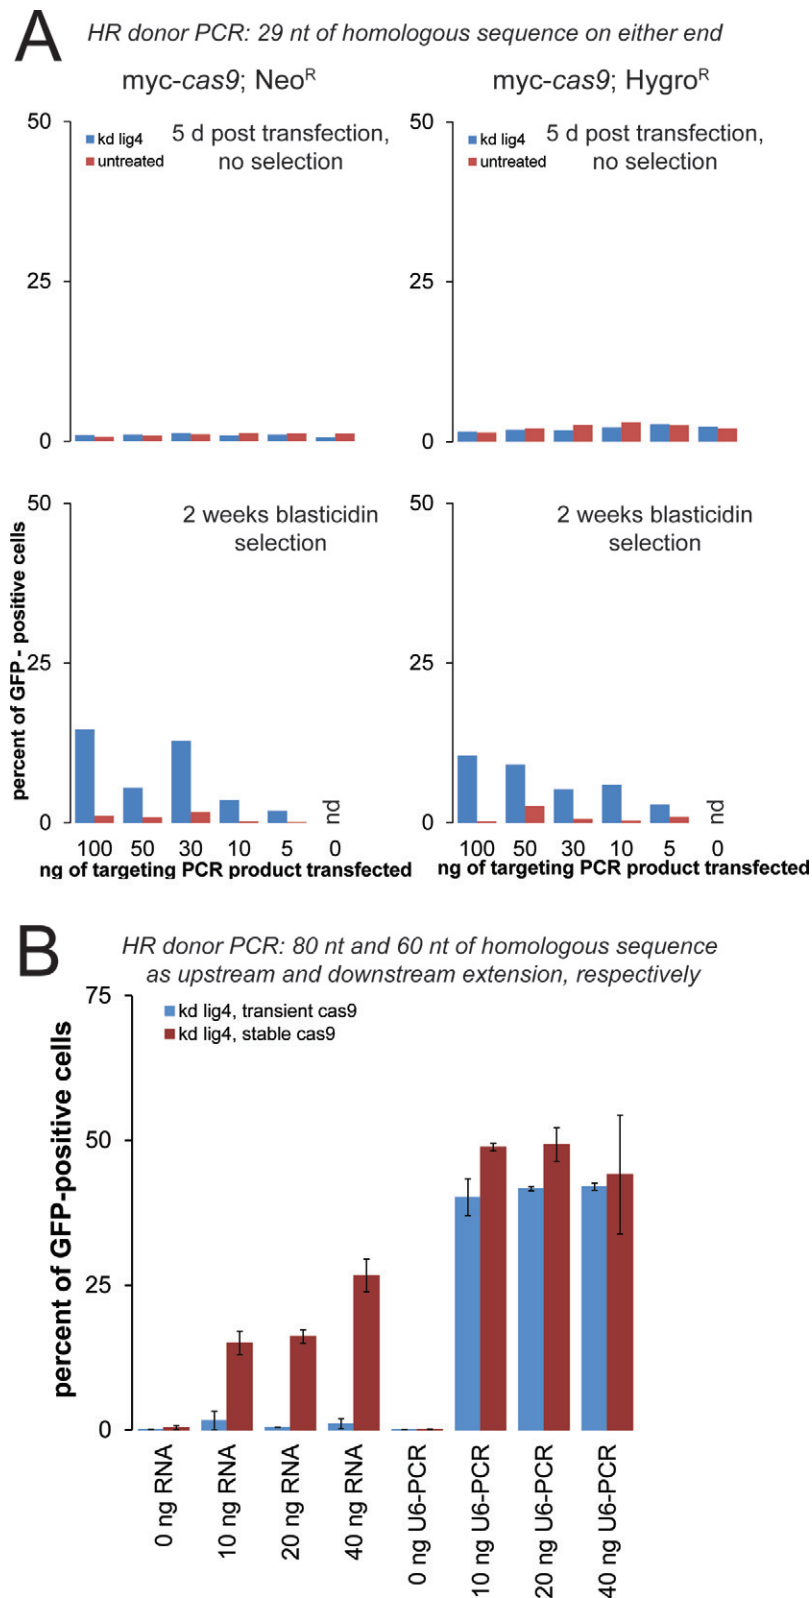 A
HR donor PCR: 29 nt of homologous sequence on either end
myc-cas9; Neo^R
myc-cas9; Hygro^R
50
kd lig4
untreated
5 d post transfection,
no selection
25
0
50
kd lig4
untreated
5 d post transfection,
no selection
25
0
percent of GFP - positive cells
50
2 weeks blasticidin
selection
25
0
nd
100 50 30 10 5 0
ng of targeting PCR product transfected
50
2 weeks blasticidin
selection
25
0
nd
100 50 30 10 5 0
ng of targeting PCR product transfected
B
HR donor PCR: 80 nt and 60 nt of homologous sequence
as upstream and downstream extension, respectively
percent of GFP-positive cells
75
kd lig4, transient cas9
kd lig4, stable cas9
50
25
0
0 ng RNA
10 ng RNA
20 ng RNA
40 ng RNA
0 ng U6-PCR
10 ng U6-PCR
20 ng U6-PCR
40 ng U6-PCR